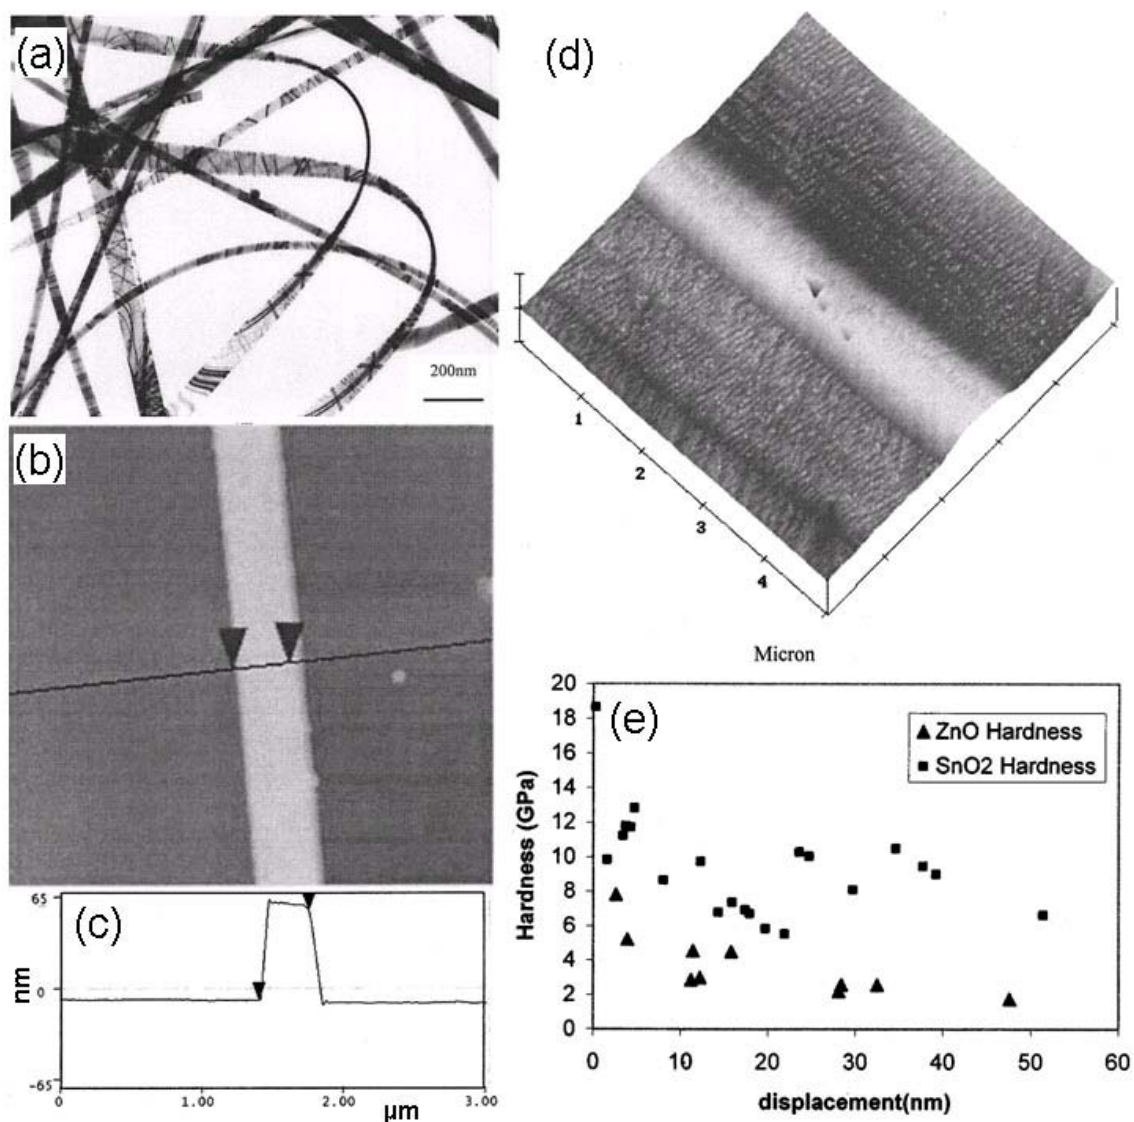 (a)
200nm
(b)
(c)
65
0
-65
nm
0
1.00
2.00
3.00
µm
(d)
1
2
3
4
Micron
(e)
ZnO Hardness
SnO2 Hardness
20
18
16
14
12
10
8
6
4
2
0
Hardness (GPa)
0 10 20 30 40 50 60
displacement(nm)